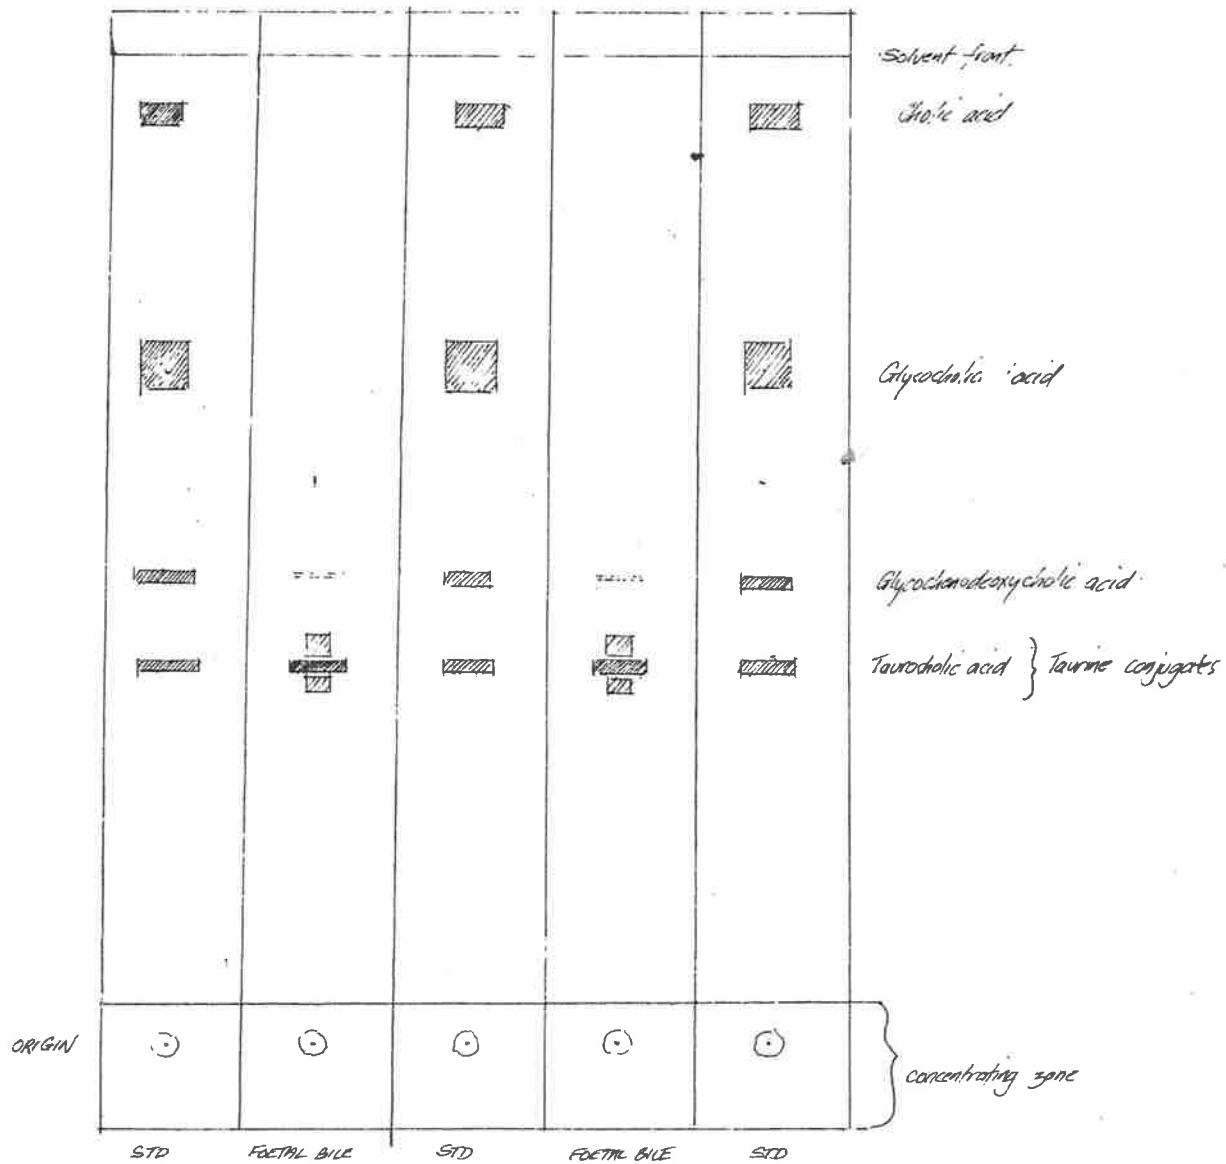 Solvent front.
Cholic acid
Glycocholic acid
Glycochenodeoxycholic acid
Taurocholic acid } Taurine conjugates
ORIGIN
concentrating zone
STD FOETAL BILE STD FOETAL BILE STD